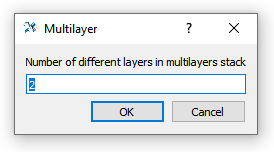 Multilayer ?
Number of different layers in multilayers stack
2
OK Cancel